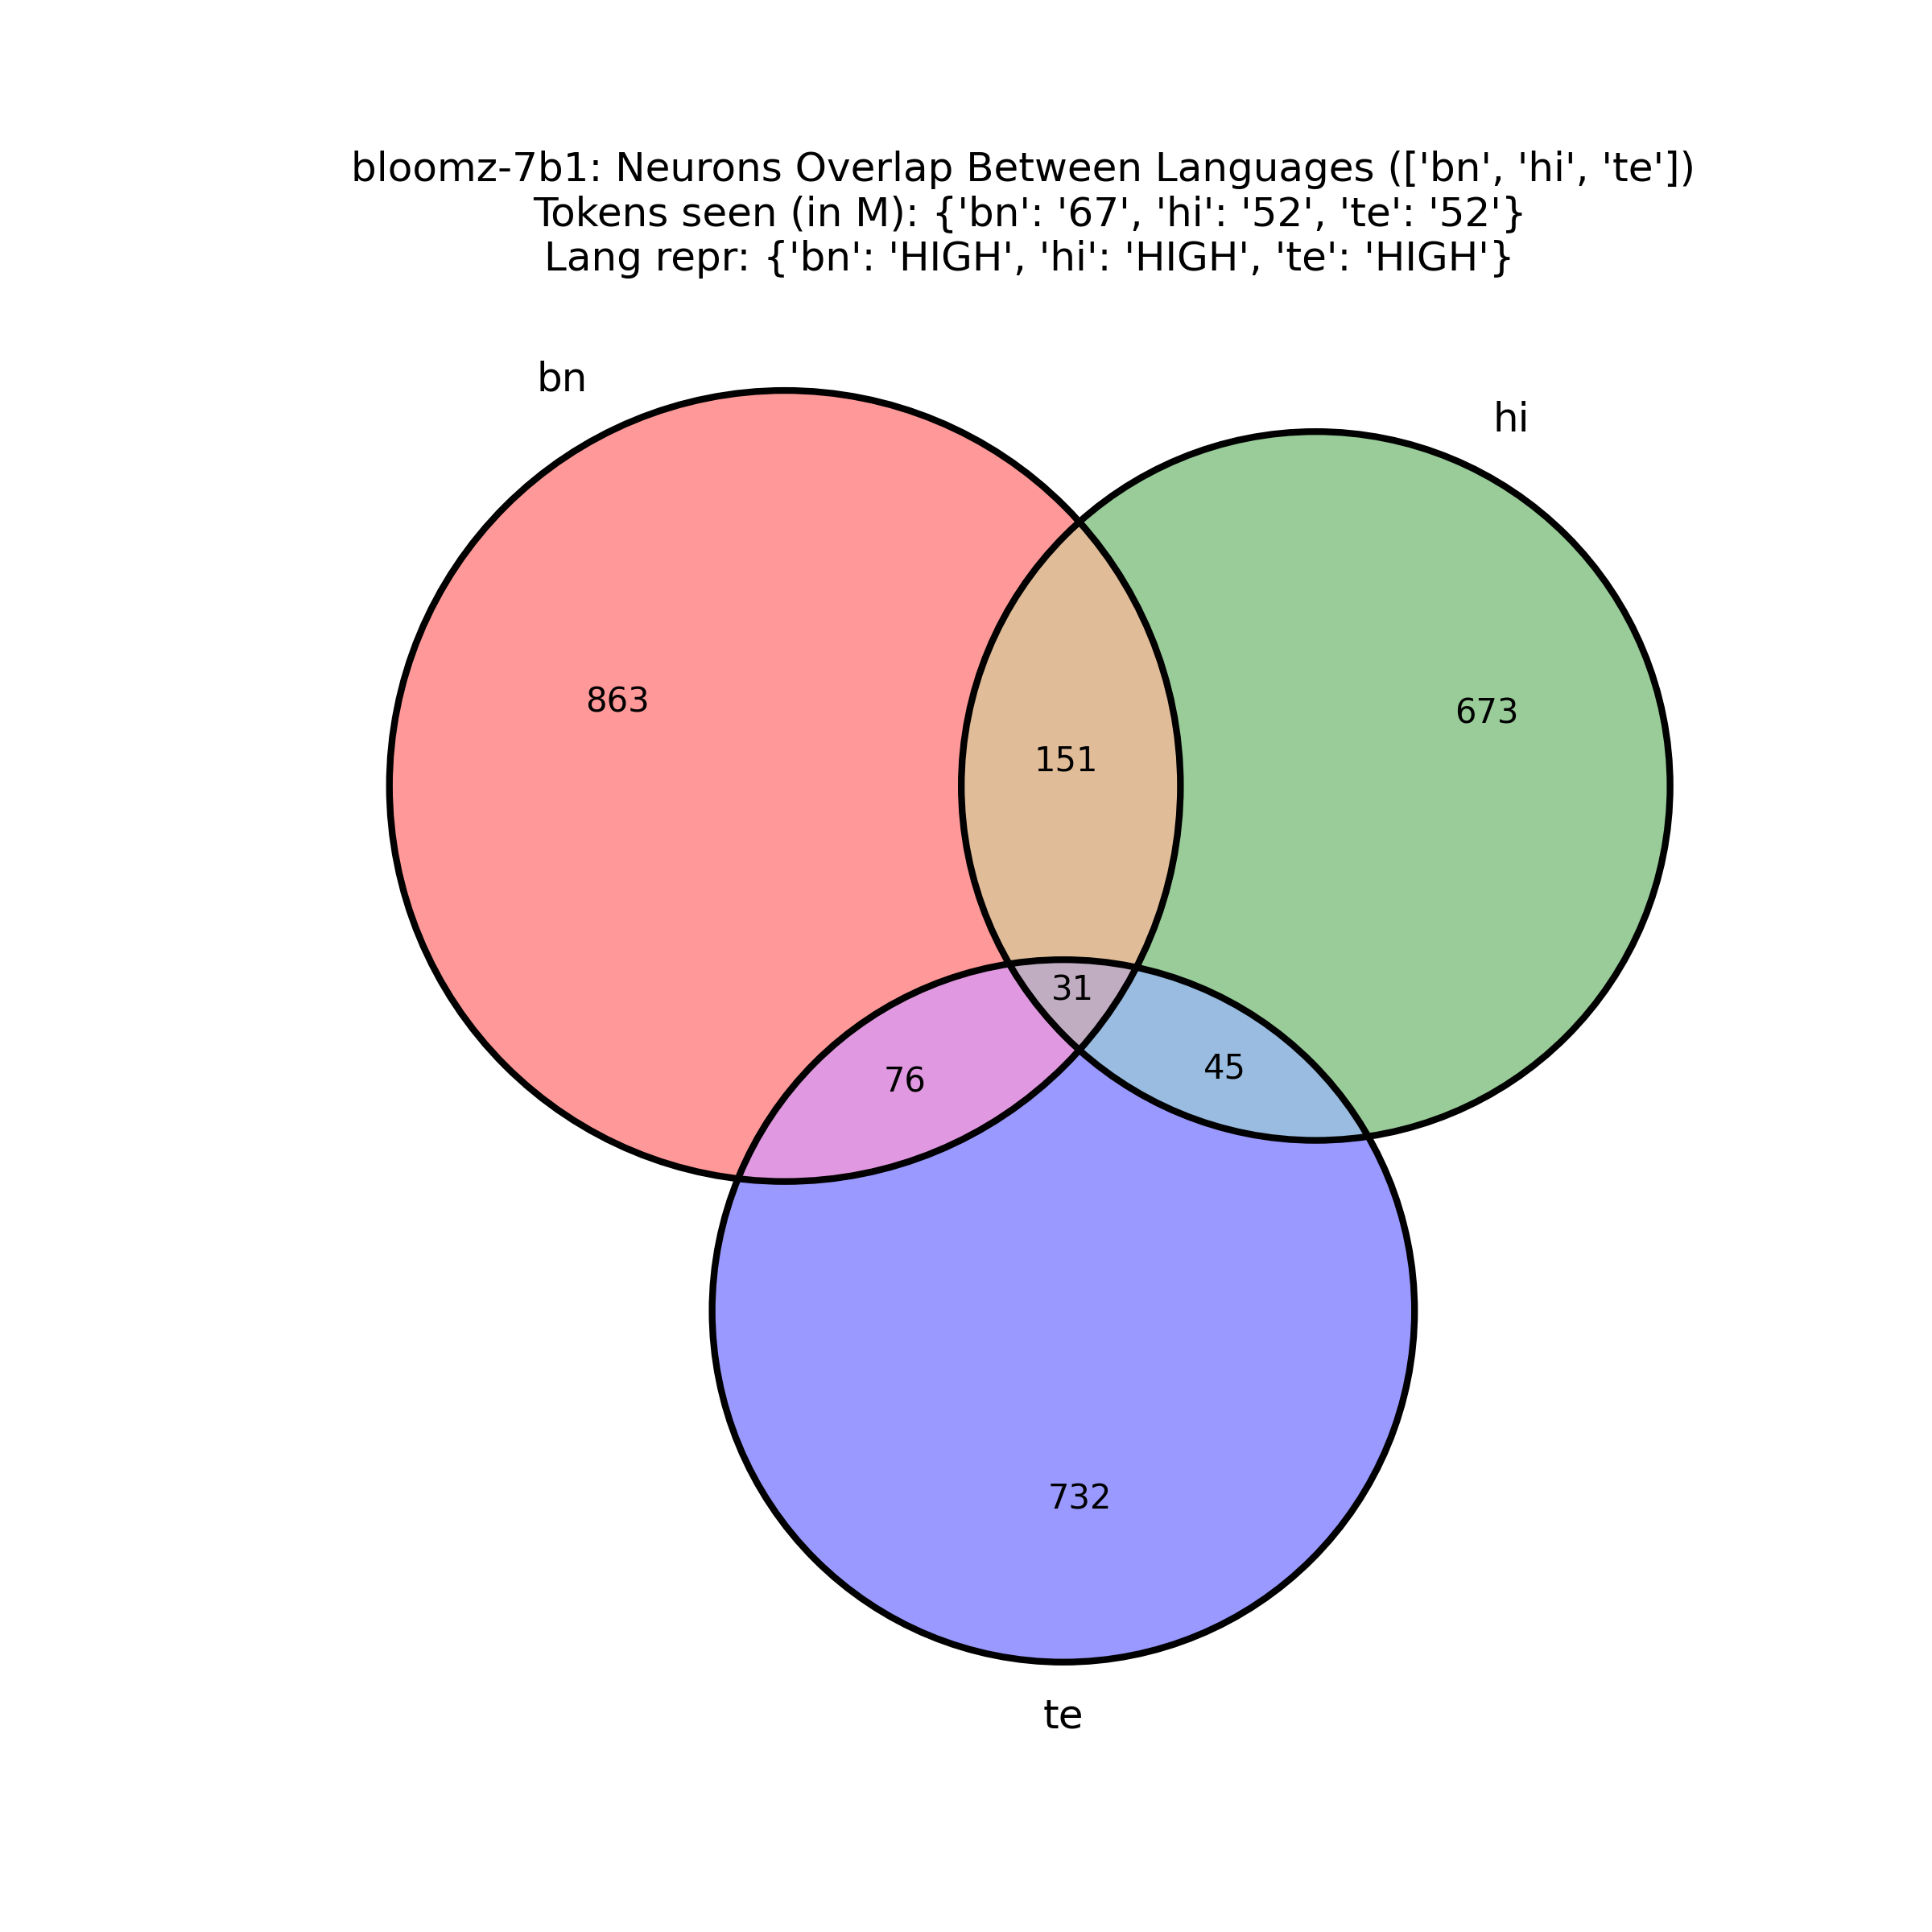 bloomz-7b1: Neurons Overlap Between Languages (['bn', 'hi', 'te'])
Tokens seen (in M): {'bn': '67', 'hi': '52', 'te': '52'}
Lang repr: {'bn': 'HIGH', 'hi': 'HIGH', 'te': 'HIGH'}
bn
hi
863
673
151
31
45
76
732
te